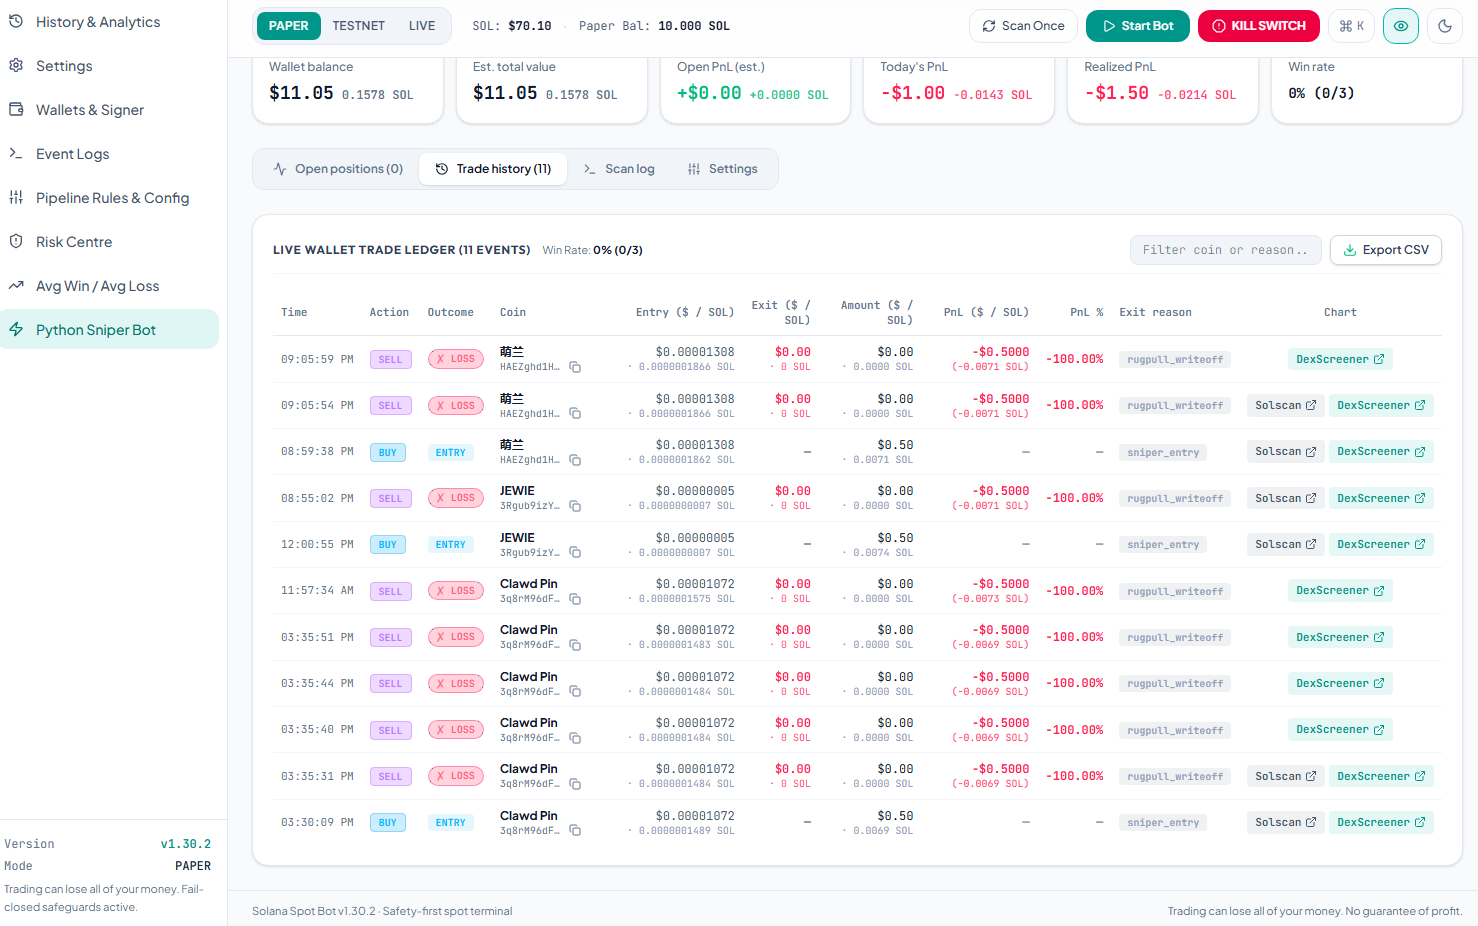 History & Analytics
Settings
Wallets & Signer
Event Logs
Pipeline Rules & Config
Risk Centre
Avg Win / Avg Loss
Python Sniper Bot
Version v1.30.2
Mode PAPER
Trading can lose all of your money. Fail-
closed safeguards active.
PAPER TESTNET LIVE SOL: $70.10 · Paper Bal: 10.000 SOL Scan Once Start Bot KILL SWITCH ⌘ K
Wallet balance
$11.05 0.1578 SOL
Est. total value
$11.05 0.1578 SOL
Open PnL (est.)
+$0.00 +0.0000 SOL
Today's PnL
-$1.00 -0.0143 SOL
Realized PnL
-$1.50 -0.0214 SOL
Win rate
0% (0/3)
Open positions (0) Trade history (11) Scan log Settings
LIVE WALLET TRADE LEDGER (11 EVENTS) Win Rate: 0% (0/3) Filter coin or reason.. Export CSV
Time Action Outcome Coin Entry ($ / SOL) Exit ($ / SOL) Amount ($ / SOL) PnL ($ / SOL) PnL % Exit reason Chart
09:05:59 PM SELL ✗ LOSS 萌兰 $0.00001308 $0.00 $0.00 -$0.5000 -100.00% rugpull_writeoff DexScreener
HAEZghd1H… · 0.0000001866 SOL · 0 SOL · 0.0000 SOL (-0.0071 SOL)
09:05:54 PM SELL ✗ LOSS 萌兰 $0.00001308 $0.00 $0.00 -$0.5000 -100.00% rugpull_writeoff Solscan DexScreener
HAEZghd1H… · 0.0000001866 SOL · 0 SOL · 0.0000 SOL (-0.0071 SOL)
08:59:38 PM BUY ENTRY 萌兰 $0.00001308 — $0.50 — — sniper_entry Solscan DexScreener
HAEZghd1H… · 0.0000001862 SOL · 0.0071 SOL
08:55:02 PM SELL ✗ LOSS JEWIE $0.00000005 $0.00 $0.00 -$0.5000 -100.00% rugpull_writeoff Solscan DexScreener
3Rgub9izY… · 0.0000000007 SOL · 0 SOL · 0.0000 SOL (-0.0071 SOL)
12:00:55 PM BUY ENTRY JEWIE $0.00000005 — $0.50 — — sniper_entry Solscan DexScreener
3Rgub9izY… · 0.0000000007 SOL · 0.0074 SOL
11:57:34 AM SELL ✗ LOSS Clawd Pin $0.00001072 $0.00 $0.00 -$0.5000 -100.00% rugpull_writeoff DexScreener
3q8rM96dF… · 0.0000001575 SOL · 0 SOL · 0.0000 SOL (-0.0073 SOL)
03:35:51 PM SELL ✗ LOSS Clawd Pin $0.00001072 $0.00 $0.00 -$0.5000 -100.00% rugpull_writeoff DexScreener
3q8rM96dF… · 0.0000001483 SOL · 0 SOL · 0.0000 SOL (-0.0069 SOL)
03:35:44 PM SELL ✗ LOSS Clawd Pin $0.00001072 $0.00 $0.00 -$0.5000 -100.00% rugpull_writeoff DexScreener
3q8rM96dF… · 0.0000001484 SOL · 0 SOL · 0.0000 SOL (-0.0069 SOL)
03:35:40 PM SELL ✗ LOSS Clawd Pin $0.00001072 $0.00 $0.00 -$0.5000 -100.00% rugpull_writeoff DexScreener
3q8rM96dF… · 0.0000001484 SOL · 0 SOL · 0.0000 SOL (-0.0069 SOL)
03:35:31 PM SELL ✗ LOSS Clawd Pin $0.00001072 $0.00 $0.00 -$0.5000 -100.00% rugpull_writeoff Solscan DexScreener
3q8rM96dF… · 0.0000001484 SOL · 0 SOL · 0.0000 SOL (-0.0069 SOL)
03:30:09 PM BUY ENTRY Clawd Pin $0.00001072 — $0.50 — — sniper_entry Solscan DexScreener
3q8rM96dF… · 0.0000001489 SOL · 0.0069 SOL
Solana Spot Bot v1.30.2 · Safety-first spot terminal Trading can lose all of your money. No guarantee of profit.